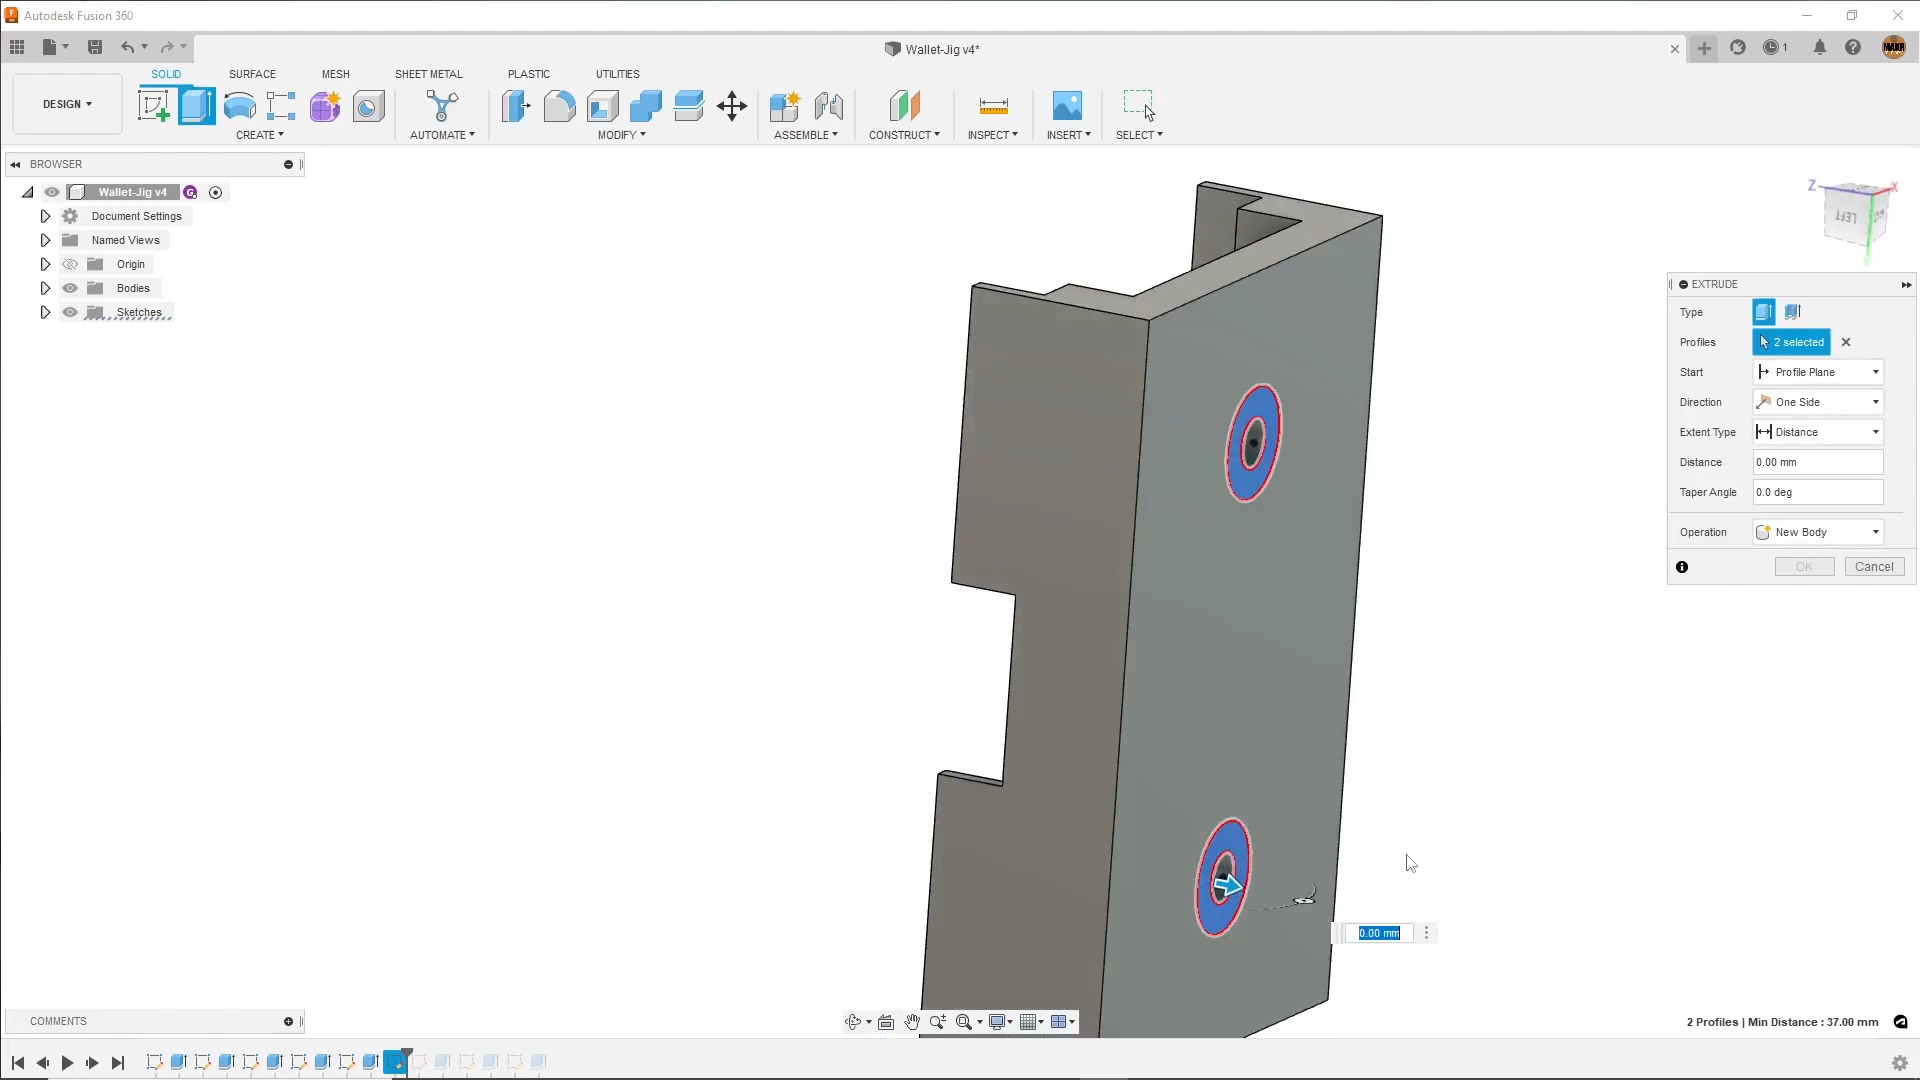 Autodesk Fusion 360
Wallet-Jig v4*
1
SOLID SURFACE MESH SHEET METAL PLASTIC UTILITIES
DESIGN
CREATE AUTOMATE MODIFY ASSEMBLE CONSTRUCT INSPECT INSERT SELECT
BROWSER
Wallet-Jig v4
Document Settings
Named Views
Origin
Bodies
Sketches
Z X
LEFT
Y
EXTRUDE
Type
Profiles 2 selected
Start Profile Plane
Direction One Side
Extent Type Distance
Distance 0.00 mm
Taper Angle 0.0 deg
Operation New Body
OK Cancel
0.00 mm
COMMENTS
2 Profiles | Min Distance : 37.00 mm